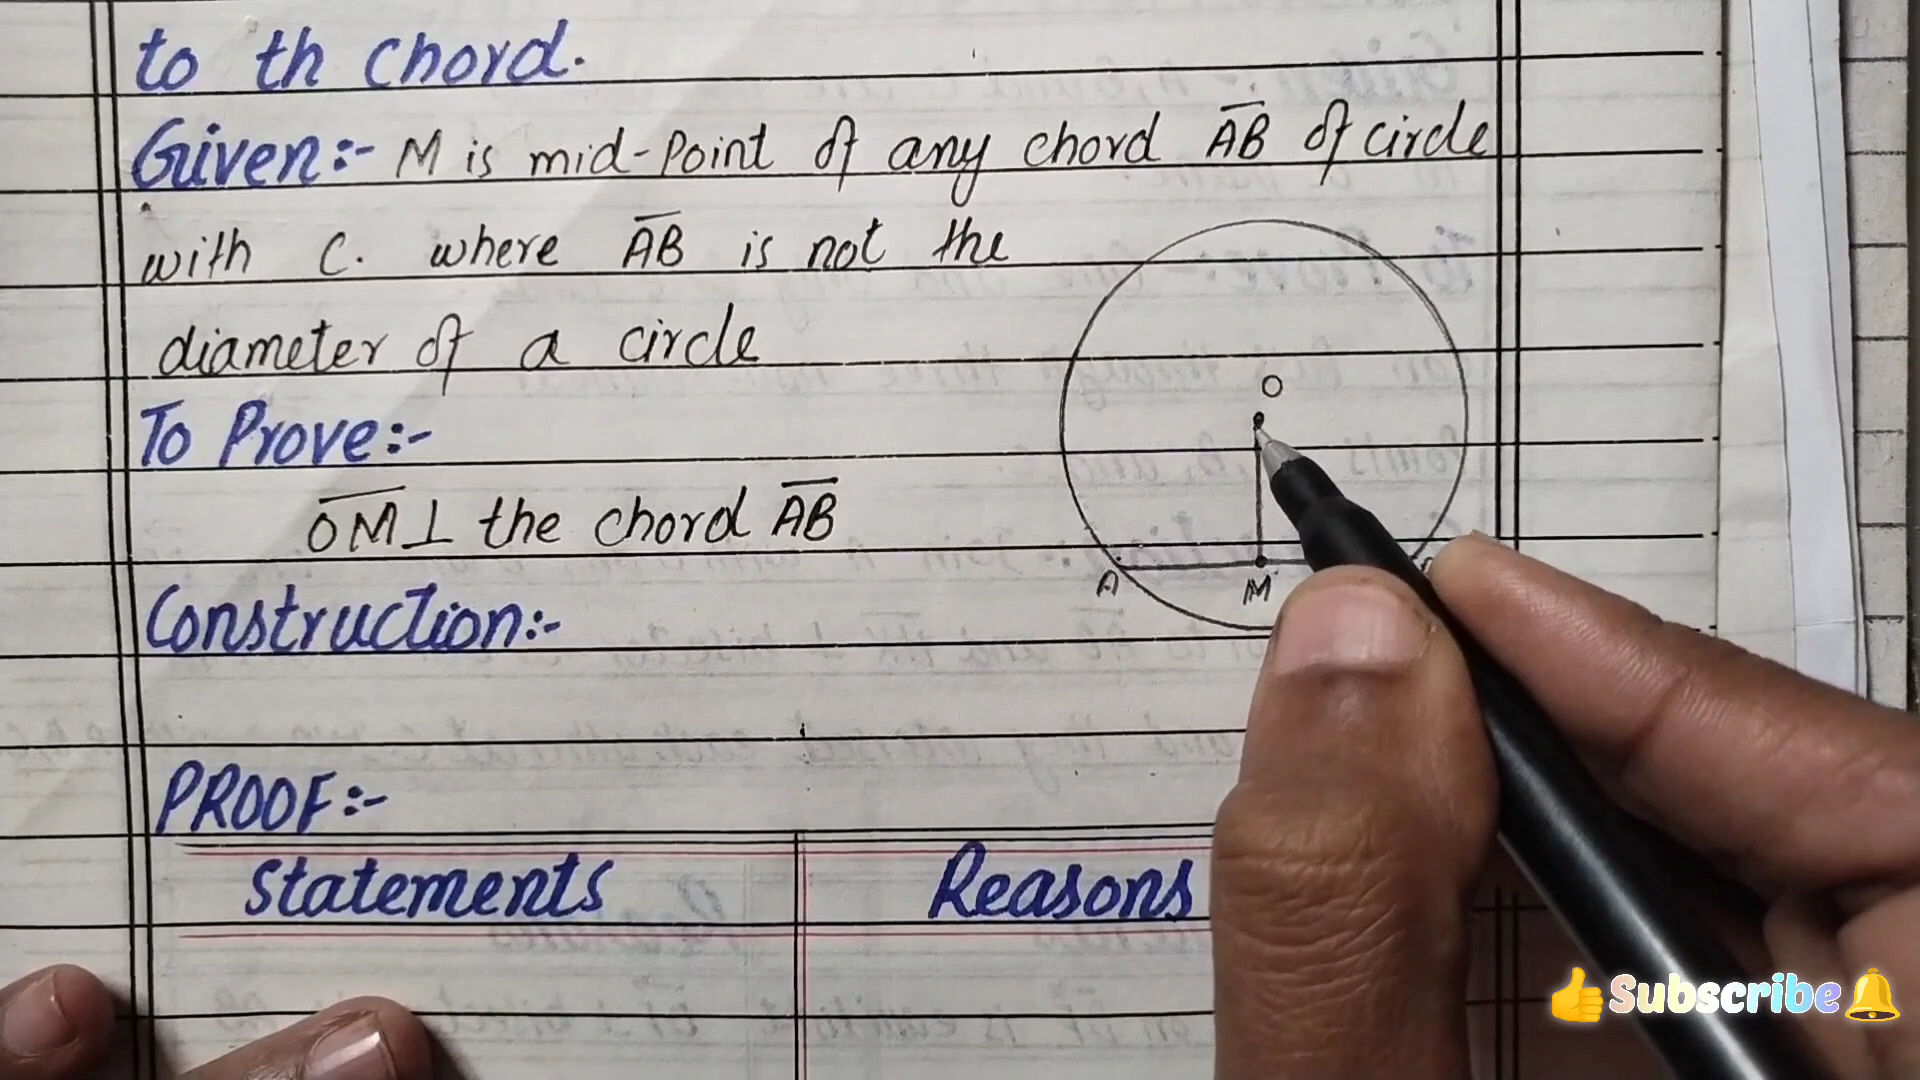 to th chord.
Given:- M is mid-Point of any chord AB of circle
with C. where AB is not the
diameter of a circle
To Prove:-
OM ⊥ the chord AB
Construction:-
PROOF:-
Statements
Reasons
O
A
M
👍Subscribe🔔